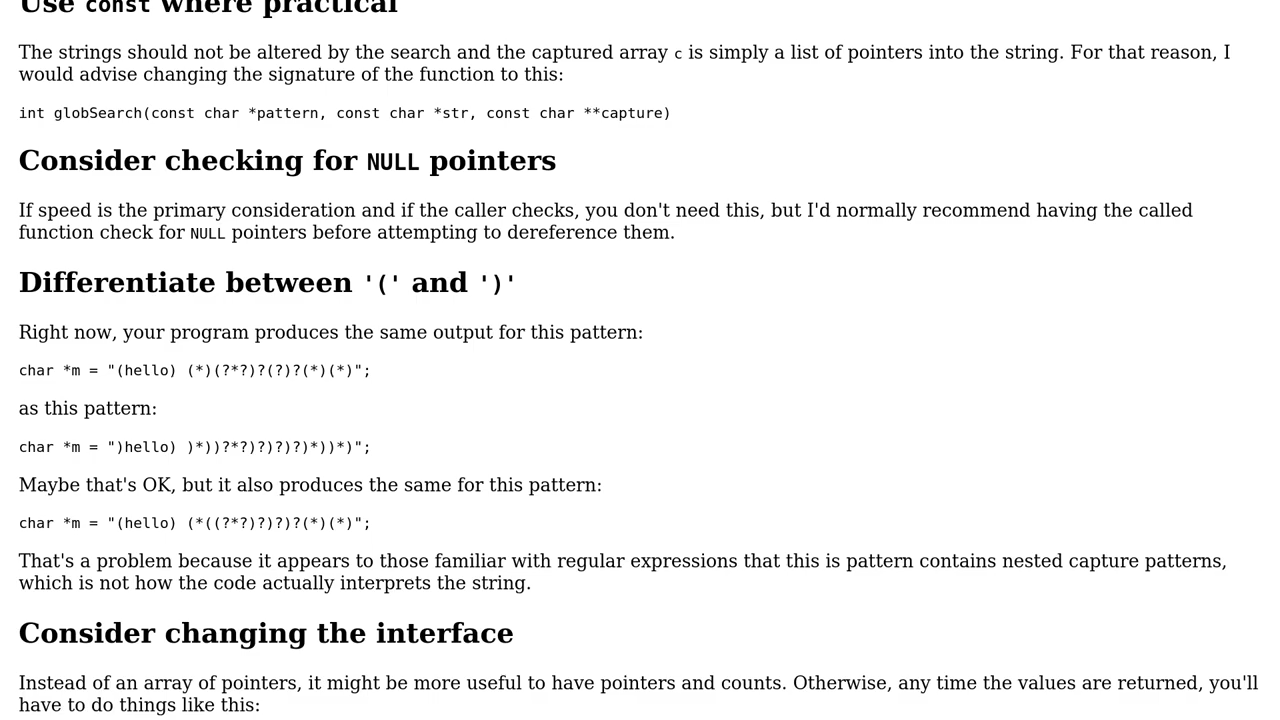 Use const where practical
The strings should not be altered by the search and the captured array c is simply a list of pointers into the string. For that reason, I
would advise changing the signature of the function to this:
int globSearch(const char *pattern, const char *str, const char **capture)
Consider checking for NULL pointers
If speed is the primary consideration and if the caller checks, you don't need this, but I'd normally recommend having the called
function check for NULL pointers before attempting to dereference them.
Differentiate between '(' and ')'
Right now, your program produces the same output for this pattern:
char *m = "(hello) (*)(?*?)?(?)?(*)(*)";
as this pattern:
char *m = ")hello) )*))?*?)?)?)?)*))*)";
Maybe that's OK, but it also produces the same for this pattern:
char *m = "(hello) (*((?*?)?)?)?(*)(*)";
That's a problem because it appears to those familiar with regular expressions that this is pattern contains nested capture patterns,
which is not how the code actually interprets the string.
Consider changing the interface
Instead of an array of pointers, it might be more useful to have pointers and counts. Otherwise, any time the values are returned, you'll
have to do things like this: